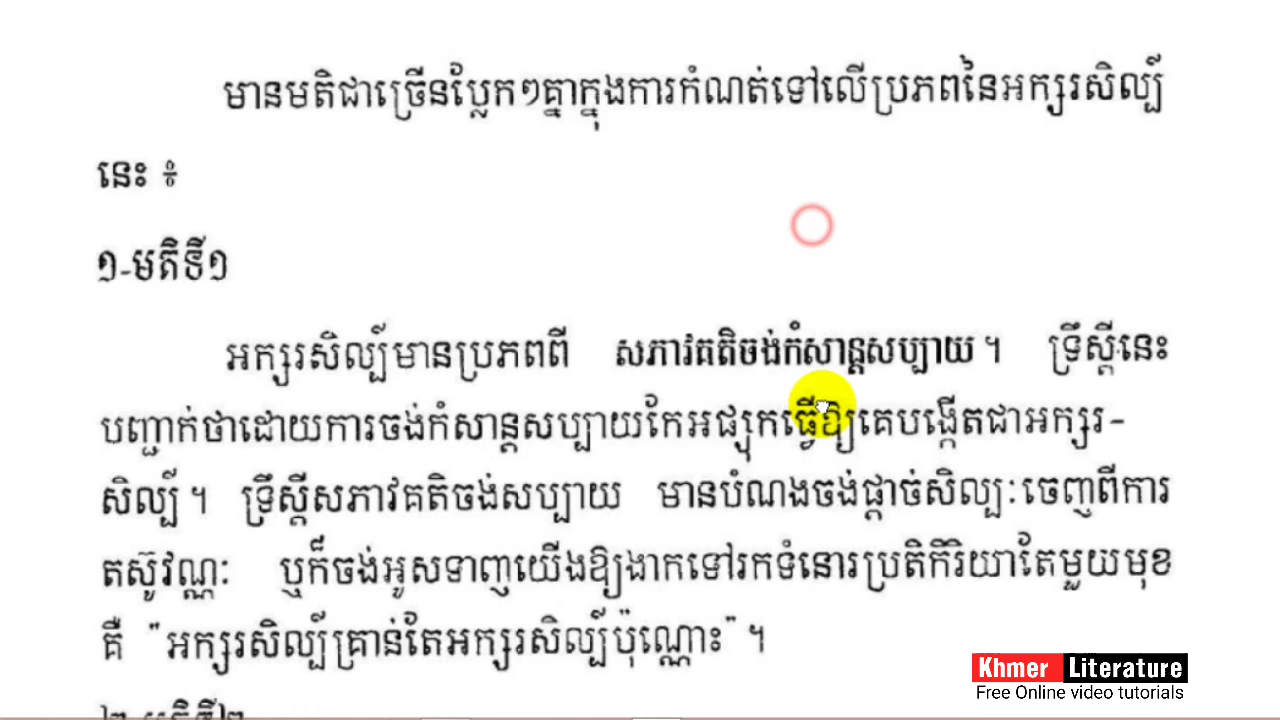 មានមតិជាច្រើនប្លែកៗគ្នាក្នុងការកំណត់ទៅលើប្រភពនៃអក្សរសិល្ប៍
នេះ ៖
១-មតិទី១
អក្សរសិល្ប៍មានប្រភពពី សភាវគតិចង់កំសាន្តសប្បាយ ។ ទ្រឹស្ដីនេះ
បញ្ជាក់ថាដោយការចង់កំសាន្តសប្បាយកែអផ្សុកធ្វើឱ្យគេបង្កើតជាអក្សរ-
សិល្ប៍ ។ ទ្រឹស្ដីសភាវគតិចង់សប្បាយ មានបំណងចង់ផ្ដាច់សិល្បៈចេញពីការ
តស៊ូវណ្ណៈ ឬក៏ចង់អូសទាញយើងឱ្យងាកទៅរកទំនោរប្រតិកិរិយាតែមួយមុខ
គឺ "អក្សរសិល្ប៍គ្រាន់តែអក្សរសិល្ប៍ប៉ុណ្ណោះ" ។
២-មតិទី២
Khmer Literature
Free Online video tutorials